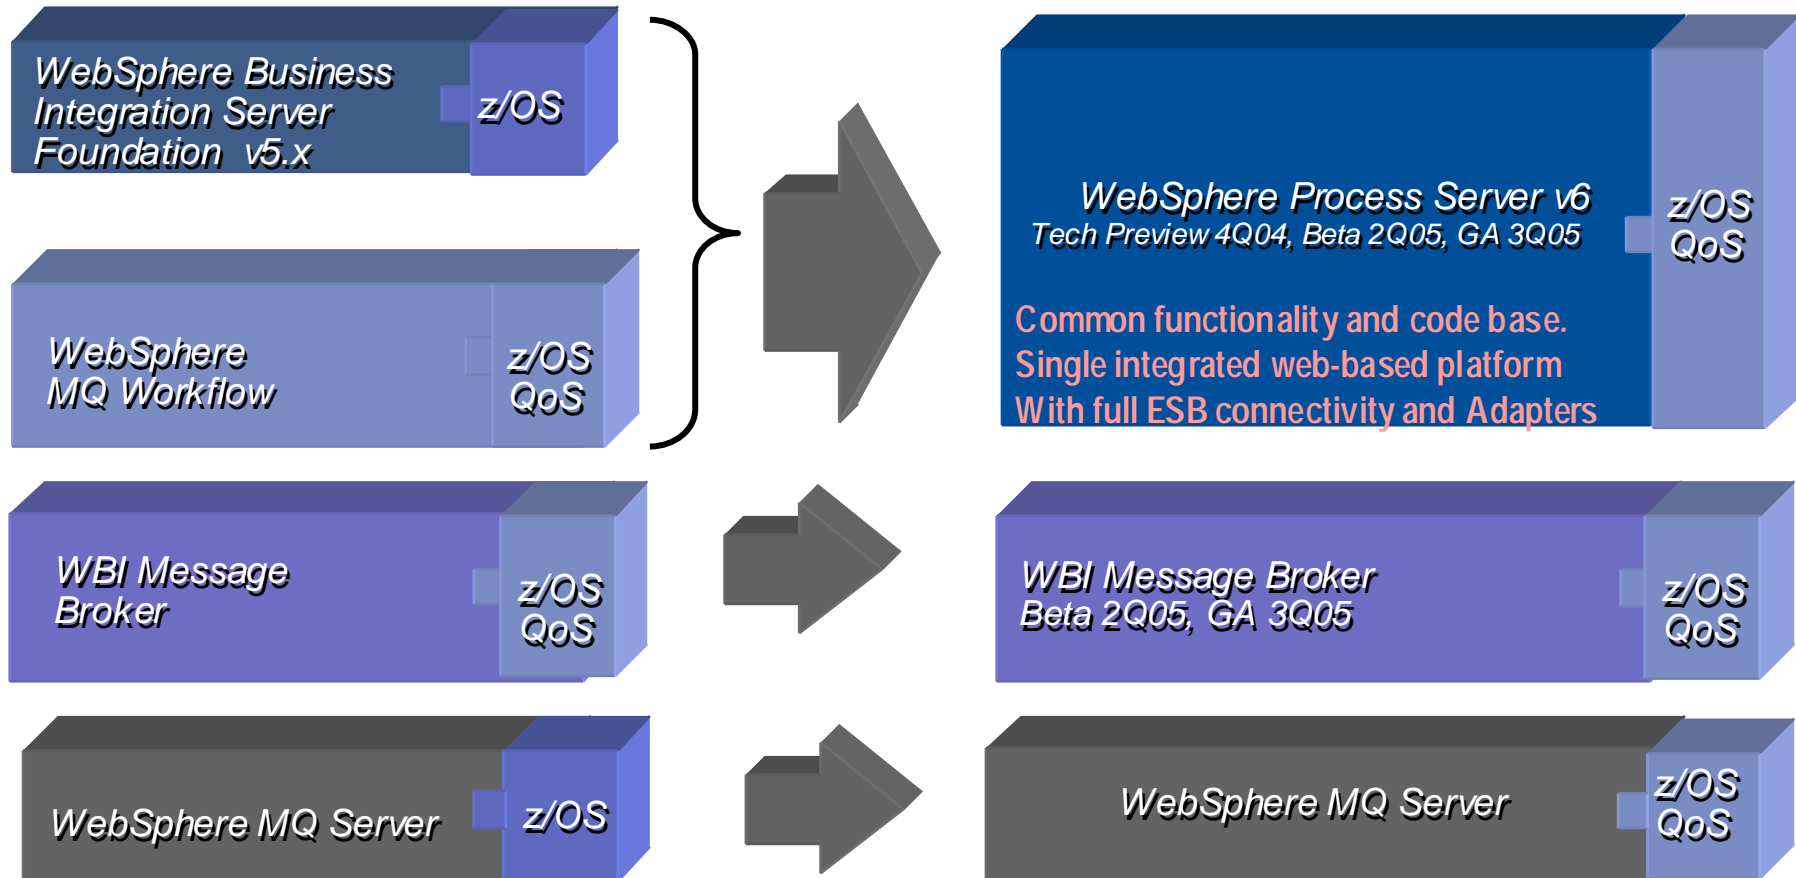 WebSphere Business
Integration Server
Foundation v5.x
z/OS
WebSphere
MQ Workflow
z/OS
QoS
WBI Message
Broker
z/OS
QoS
WebSphere MQ Server
z/OS
WebSphere Process Server v6
Tech Preview 4Q04, Beta 2Q05, GA 3Q05
Common functionality and code base.
Single integrated web-based platform
With full ESB connectivity and Adapters
z/OS
QoS
WBI Message Broker
Beta 2Q05, GA 3Q05
z/OS
QoS
WebSphere MQ Server
z/OS
QoS